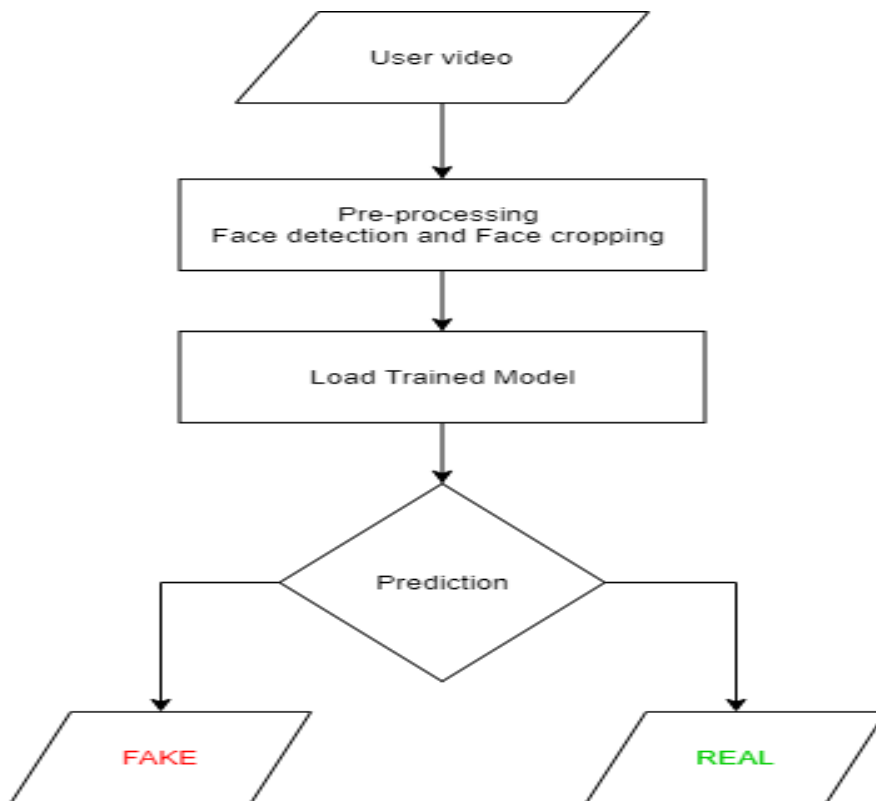 User video
Pre-processing
Face detection and Face cropping
Load Trained Model
Prediction
FAKE
REAL